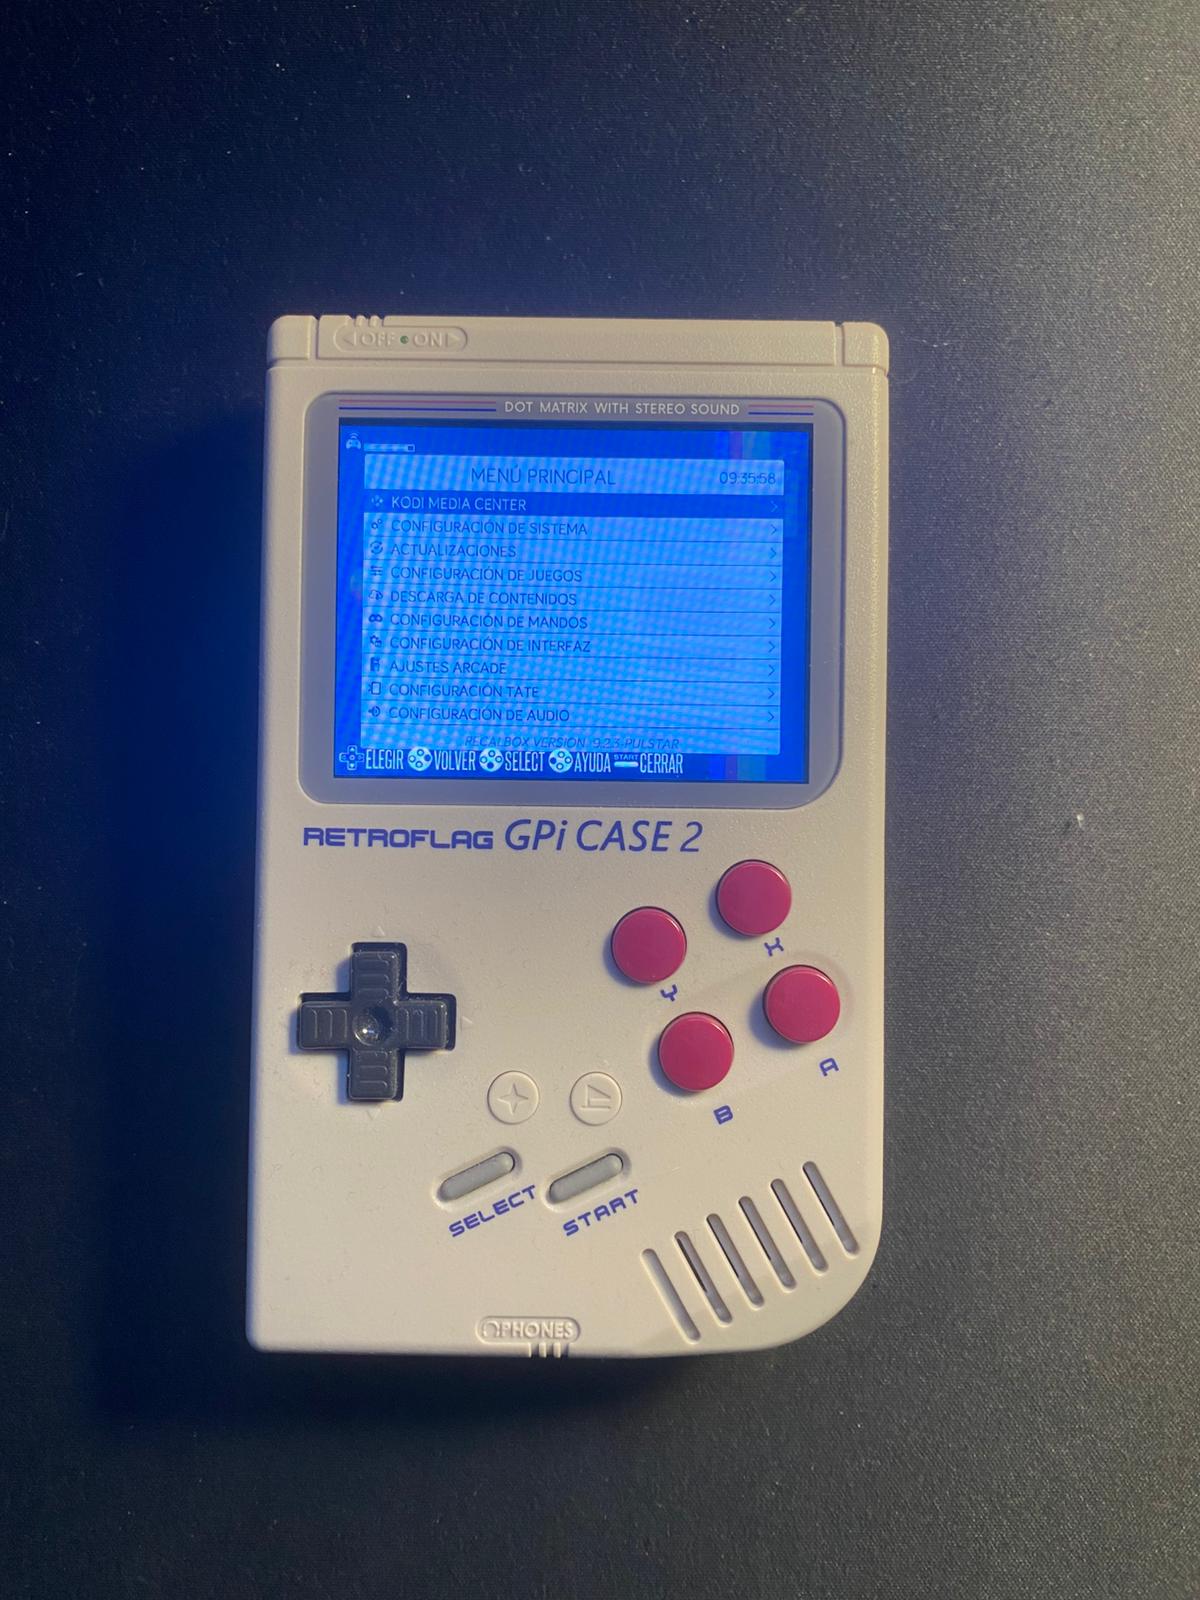 OFF ON
DOT MATRIX WITH STEREO SOUND
MENÚ PRINCIPAL 09:35:58
KODI MEDIA CENTER
CONFIGURACIÓN DE SISTEMA
ACTUALIZACIONES
CONFIGURACIÓN DE JUEGOS
DESCARGA DE CONTENIDOS
CONFIGURACIÓN DE MANDOS
CONFIGURACIÓN DE INTERFAZ
AJUSTES ARCADE
CONFIGURACIÓN TATE
CONFIGURACIÓN DE AUDIO
RECALBOX VERSION 9.2.3-PULSTAR
ELEGIR VOLVER SELECT AYUDA START CERRAR
RETROFLAG GPi CASE 2
X
Y
A
B
SELECT START
PHONES